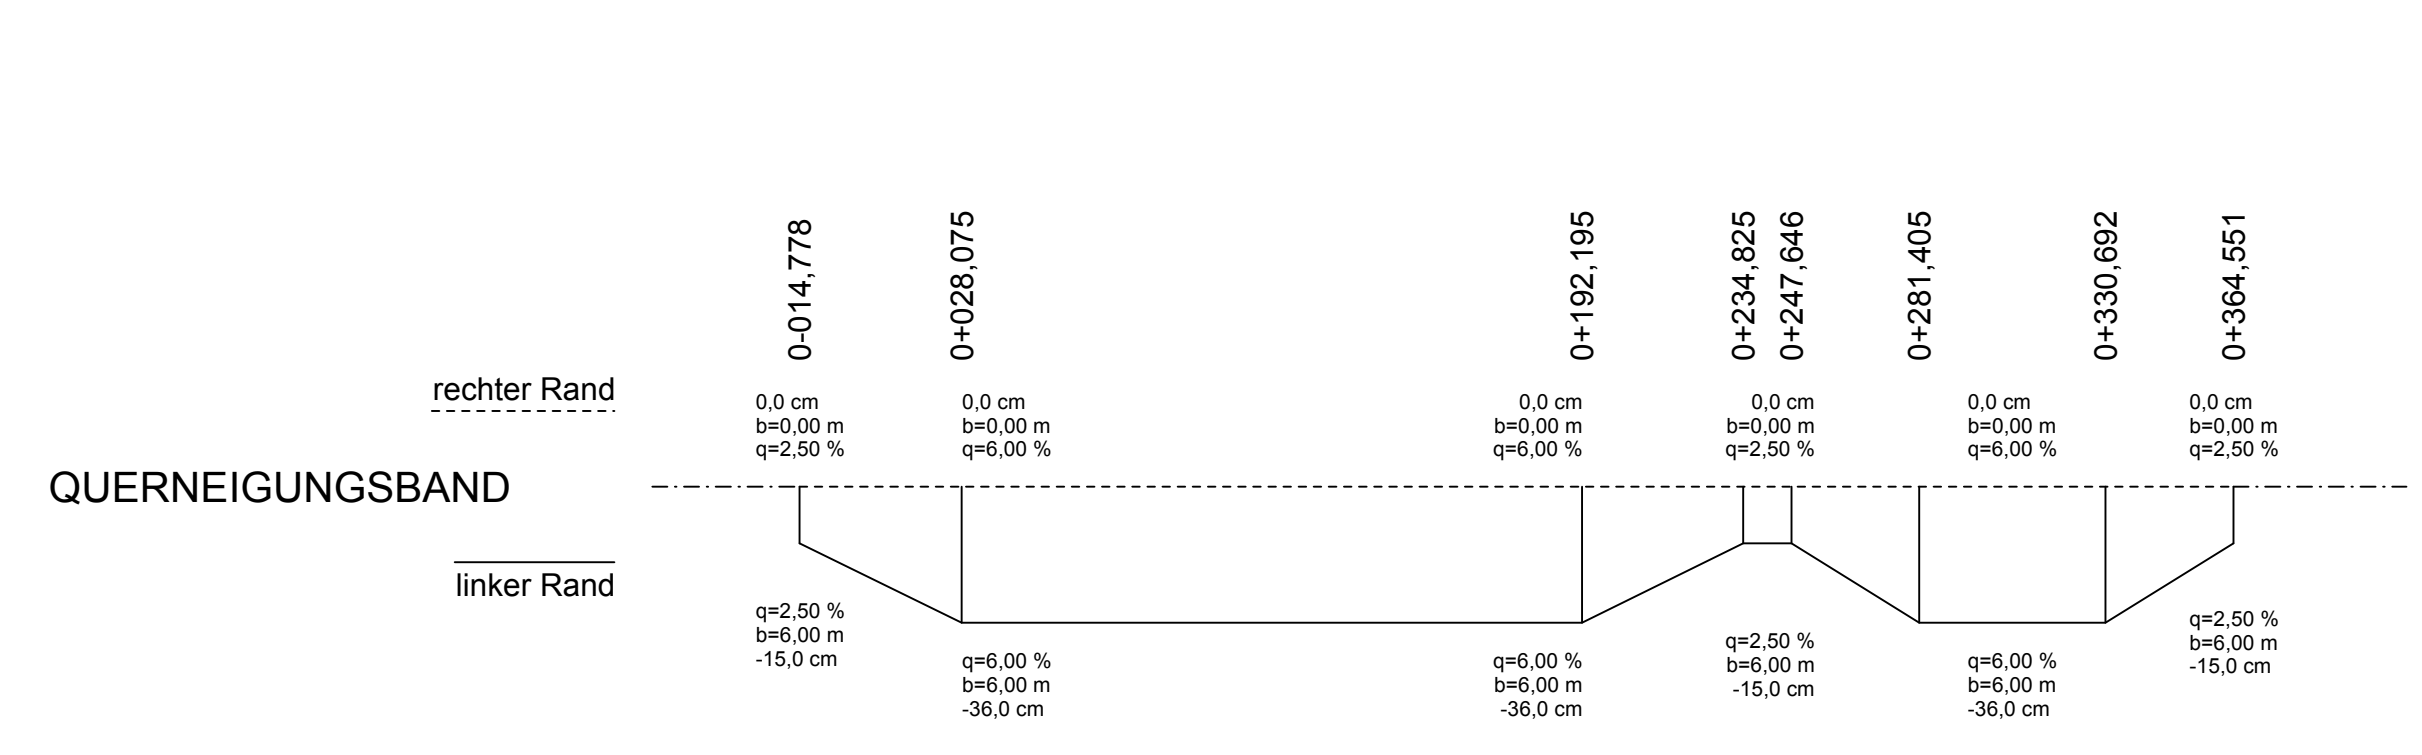 0-014,778
0+028,075
0+192,195
0+234,825
0+247,646
0+281,405
0+330,692
0+364,551
rechter Rand
0,0 cm
b=0,00 m
q=2,50 %
0,0 cm
b=0,00 m
q=6,00 %
0,0 cm
b=0,00 m
q=6,00 %
0,0 cm
b=0,00 m
q=2,50 %
0,0 cm
b=0,00 m
q=6,00 %
0,0 cm
b=0,00 m
q=2,50 %
QUERNEIGUNGSBAND
linker Rand
q=2,50 %
b=6,00 m
-15,0 cm
q=6,00 %
b=6,00 m
-36,0 cm
q=6,00 %
b=6,00 m
-36,0 cm
q=2,50 %
b=6,00 m
-15,0 cm
q=6,00 %
b=6,00 m
-36,0 cm
q=2,50 %
b=6,00 m
-15,0 cm